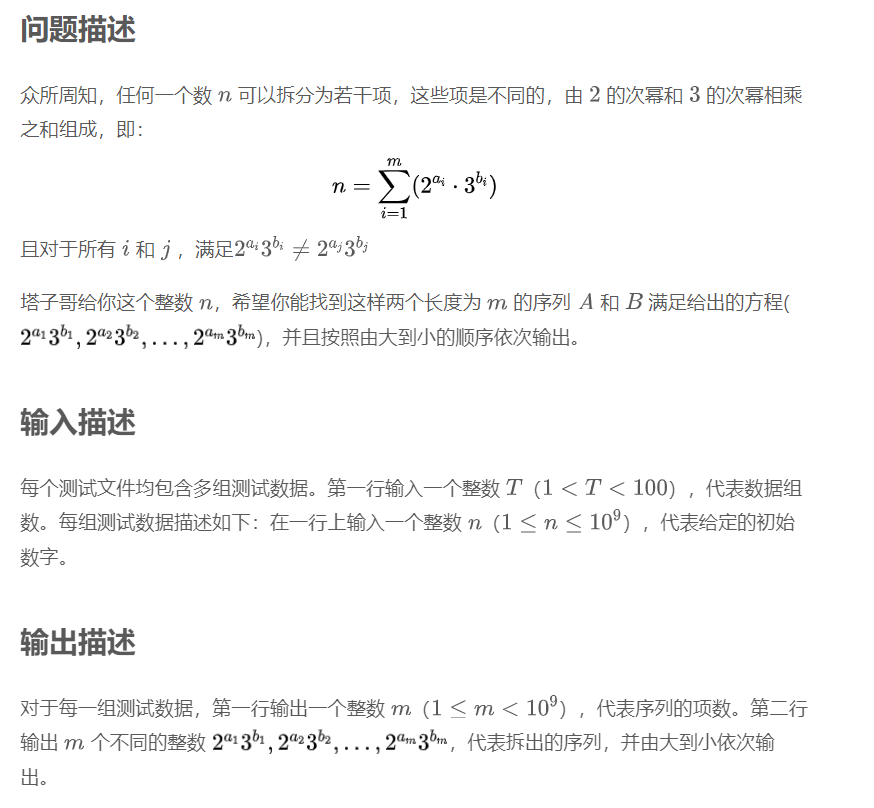 问题描述
众所周知，任何一个数 n 可以拆分为若干项，这些项是不同的，由 2 的次幂和 3 的次幂相乘
之和组成，即：
n = \sum_{i=1}^{m} (2^{a_i} · 3^{b_i})
且对于所有 i 和 j ，满足2^{a_i}3^{b_i} ≠ 2^{a_j}3^{b_j}
塔子哥给你这个整数 n，希望你能找到这样两个长度为 m 的序列 A 和 B 满足给出的方程(
2^{a_1}3^{b_1}, 2^{a_2}3^{b_2}, ..., 2^{a_m}3^{b_m})，并且按照由大到小的顺序依次输出。
输入描述
每个测试文件均包含多组测试数据。第一行输入一个整数 T（1 < T < 100），代表数据组
数。每组测试数据描述如下：在一行上输入一个整数 n（1 ≤ n ≤ 10^9），代表给定的初始
数字。
输出描述
对于每一组测试数据，第一行输出一个整数 m（1 ≤ m < 10^9），代表序列的项数。第二行
输出 m 个不同的整数 2^{a_1}3^{b_1}, 2^{a_2}3^{b_2}, ..., 2^{a_m}3^{b_m}，代表拆出的序列，并由大到小依次输
出。